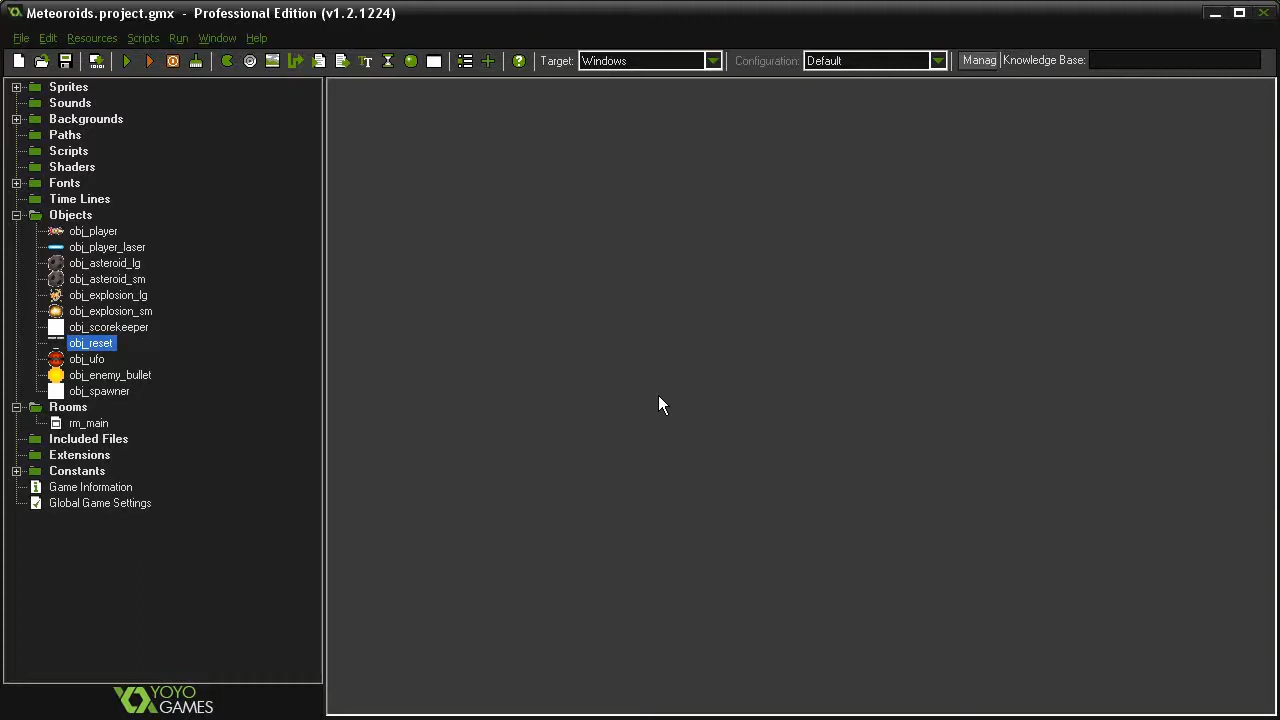 Meteoroids.project.gmx - Professional Edition (v1.2.1224)
File Edit Resources Scripts Run Window Help
Target: Windows Configuration: Default Manag Knowledge Base:
Sprites
Sounds
Backgrounds
Paths
Scripts
Shaders
Fonts
Time Lines
Objects
obj_player
obj_player_laser
obj_asteroid_lg
obj_asteroid_sm
obj_explosion_lg
obj_explosion_sm
obj_scorekeeper
obj_reset
obj_ufo
obj_enemy_bullet
obj_spawner
Rooms
rm_main
Included Files
Extensions
Constants
Game Information
Global Game Settings
YOYO
GAMES